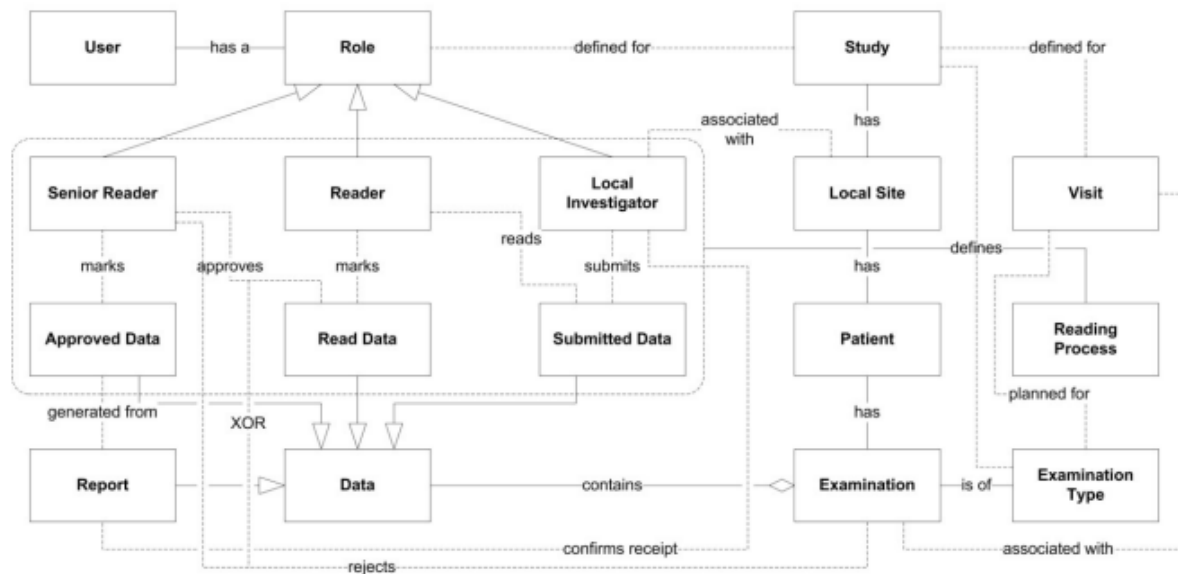 User
has a
Role
defined for
Study
defined for
associated
with
has
Senior Reader
Reader
Local
Investigator
Local Site
Visit
reads
defines
marks
approves
marks
submits
has
Approved Data
Read Data
Submitted Data
Patient
Reading
Process
generated from
XOR
has
planned for
Report
Data
contains
Examination
is of
Examination
Type
confirms receipt
associated with
rejects